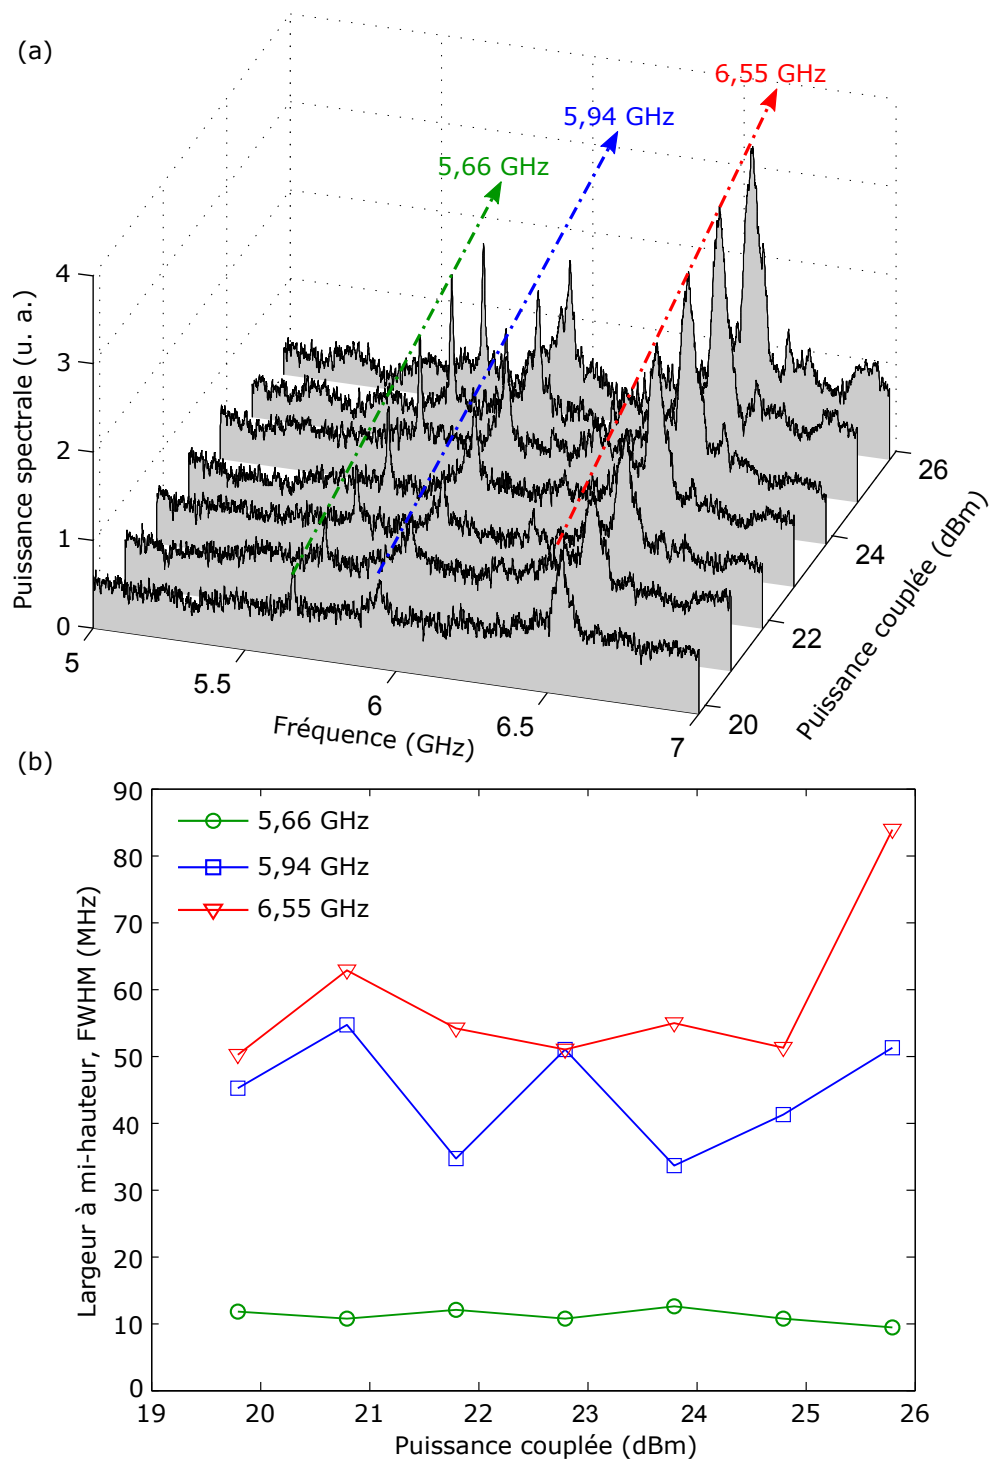 (a)
6,55 GHz
5,94 GHz
5,66 GHz
Puissance spectrale (u. a.)
4
3
2
1
0
5
5.5
6
6.5
7
Fréquence (GHz)
20
22
24
26
Puissance couplée (dBm)
(b)
Largeur à mi-hauteur, FWHM (MHz)
90
80
70
60
50
40
30
20
10
0
5,66 GHz
5,94 GHz
6,55 GHz
19
20
21
22
23
24
25
26
Puissance couplée (dBm)